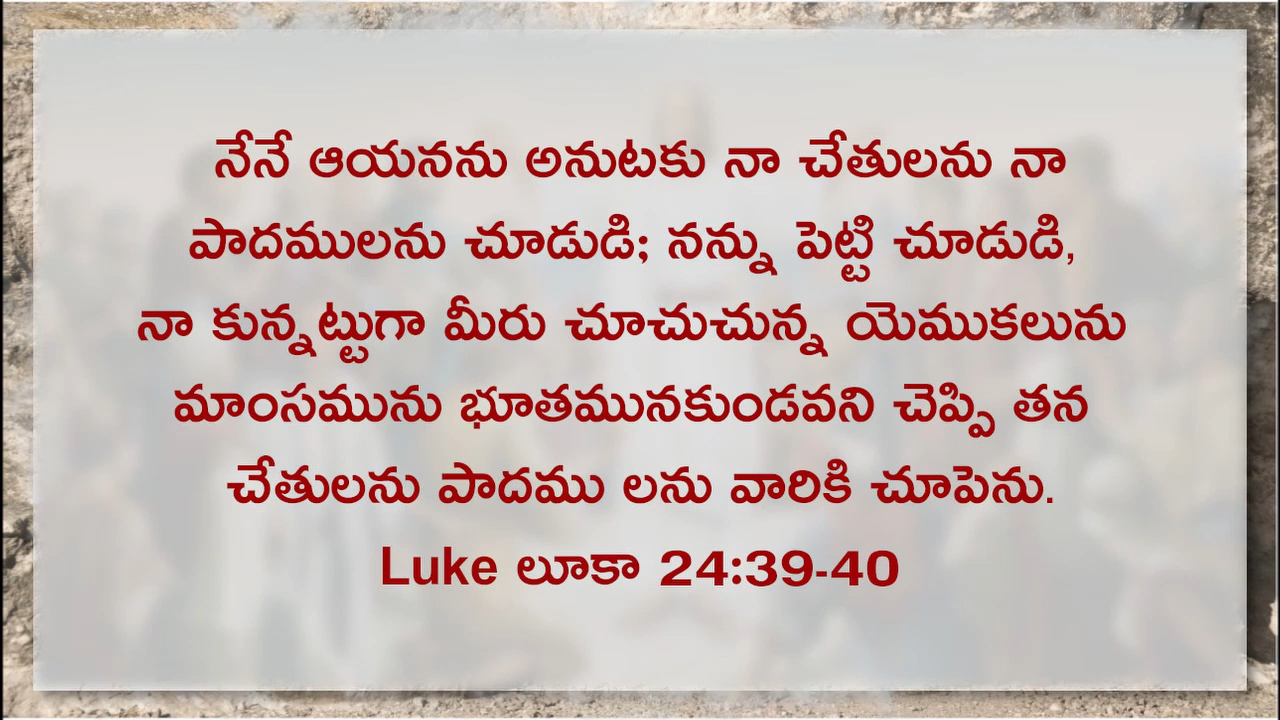 నేనే ఆయనను అనుటకు నా చేతులను నా
పాదములను చూడుడి; నన్ను పెట్టి చూడుడి,
నా కున్నట్టుగా మీరు చూచుచున్న యెముకలును
మాంసమును భూతమునకుండవని చెప్పి తన
చేతులను పాదము లను వారికి చూపెను.
Luke లూకా 24:39-40